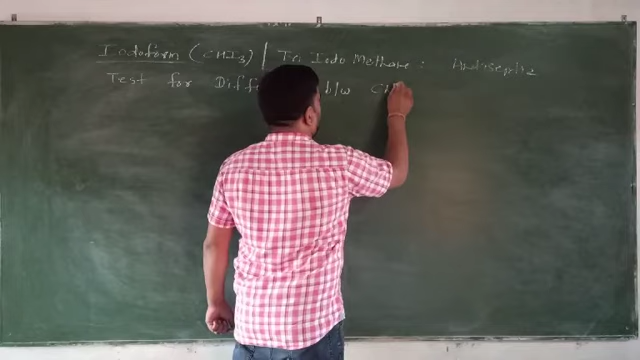 Iodoform (CHI3) | Tri Iodo Methane : Antiseptic
Test for b/w